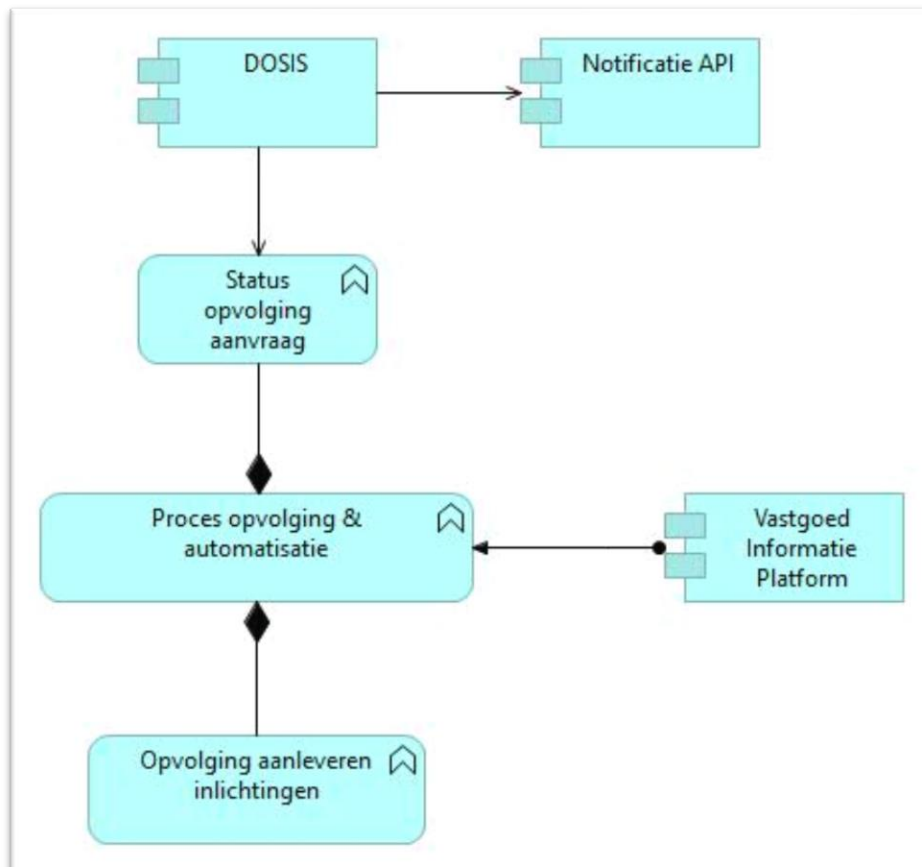 DOSIS
Notificatie API
Status
opvolging
aanvraag
Proces opvolging &
automatisatie
Vastgoed
Informatie
Platform
Opvolging aanleveren
inlichtingen